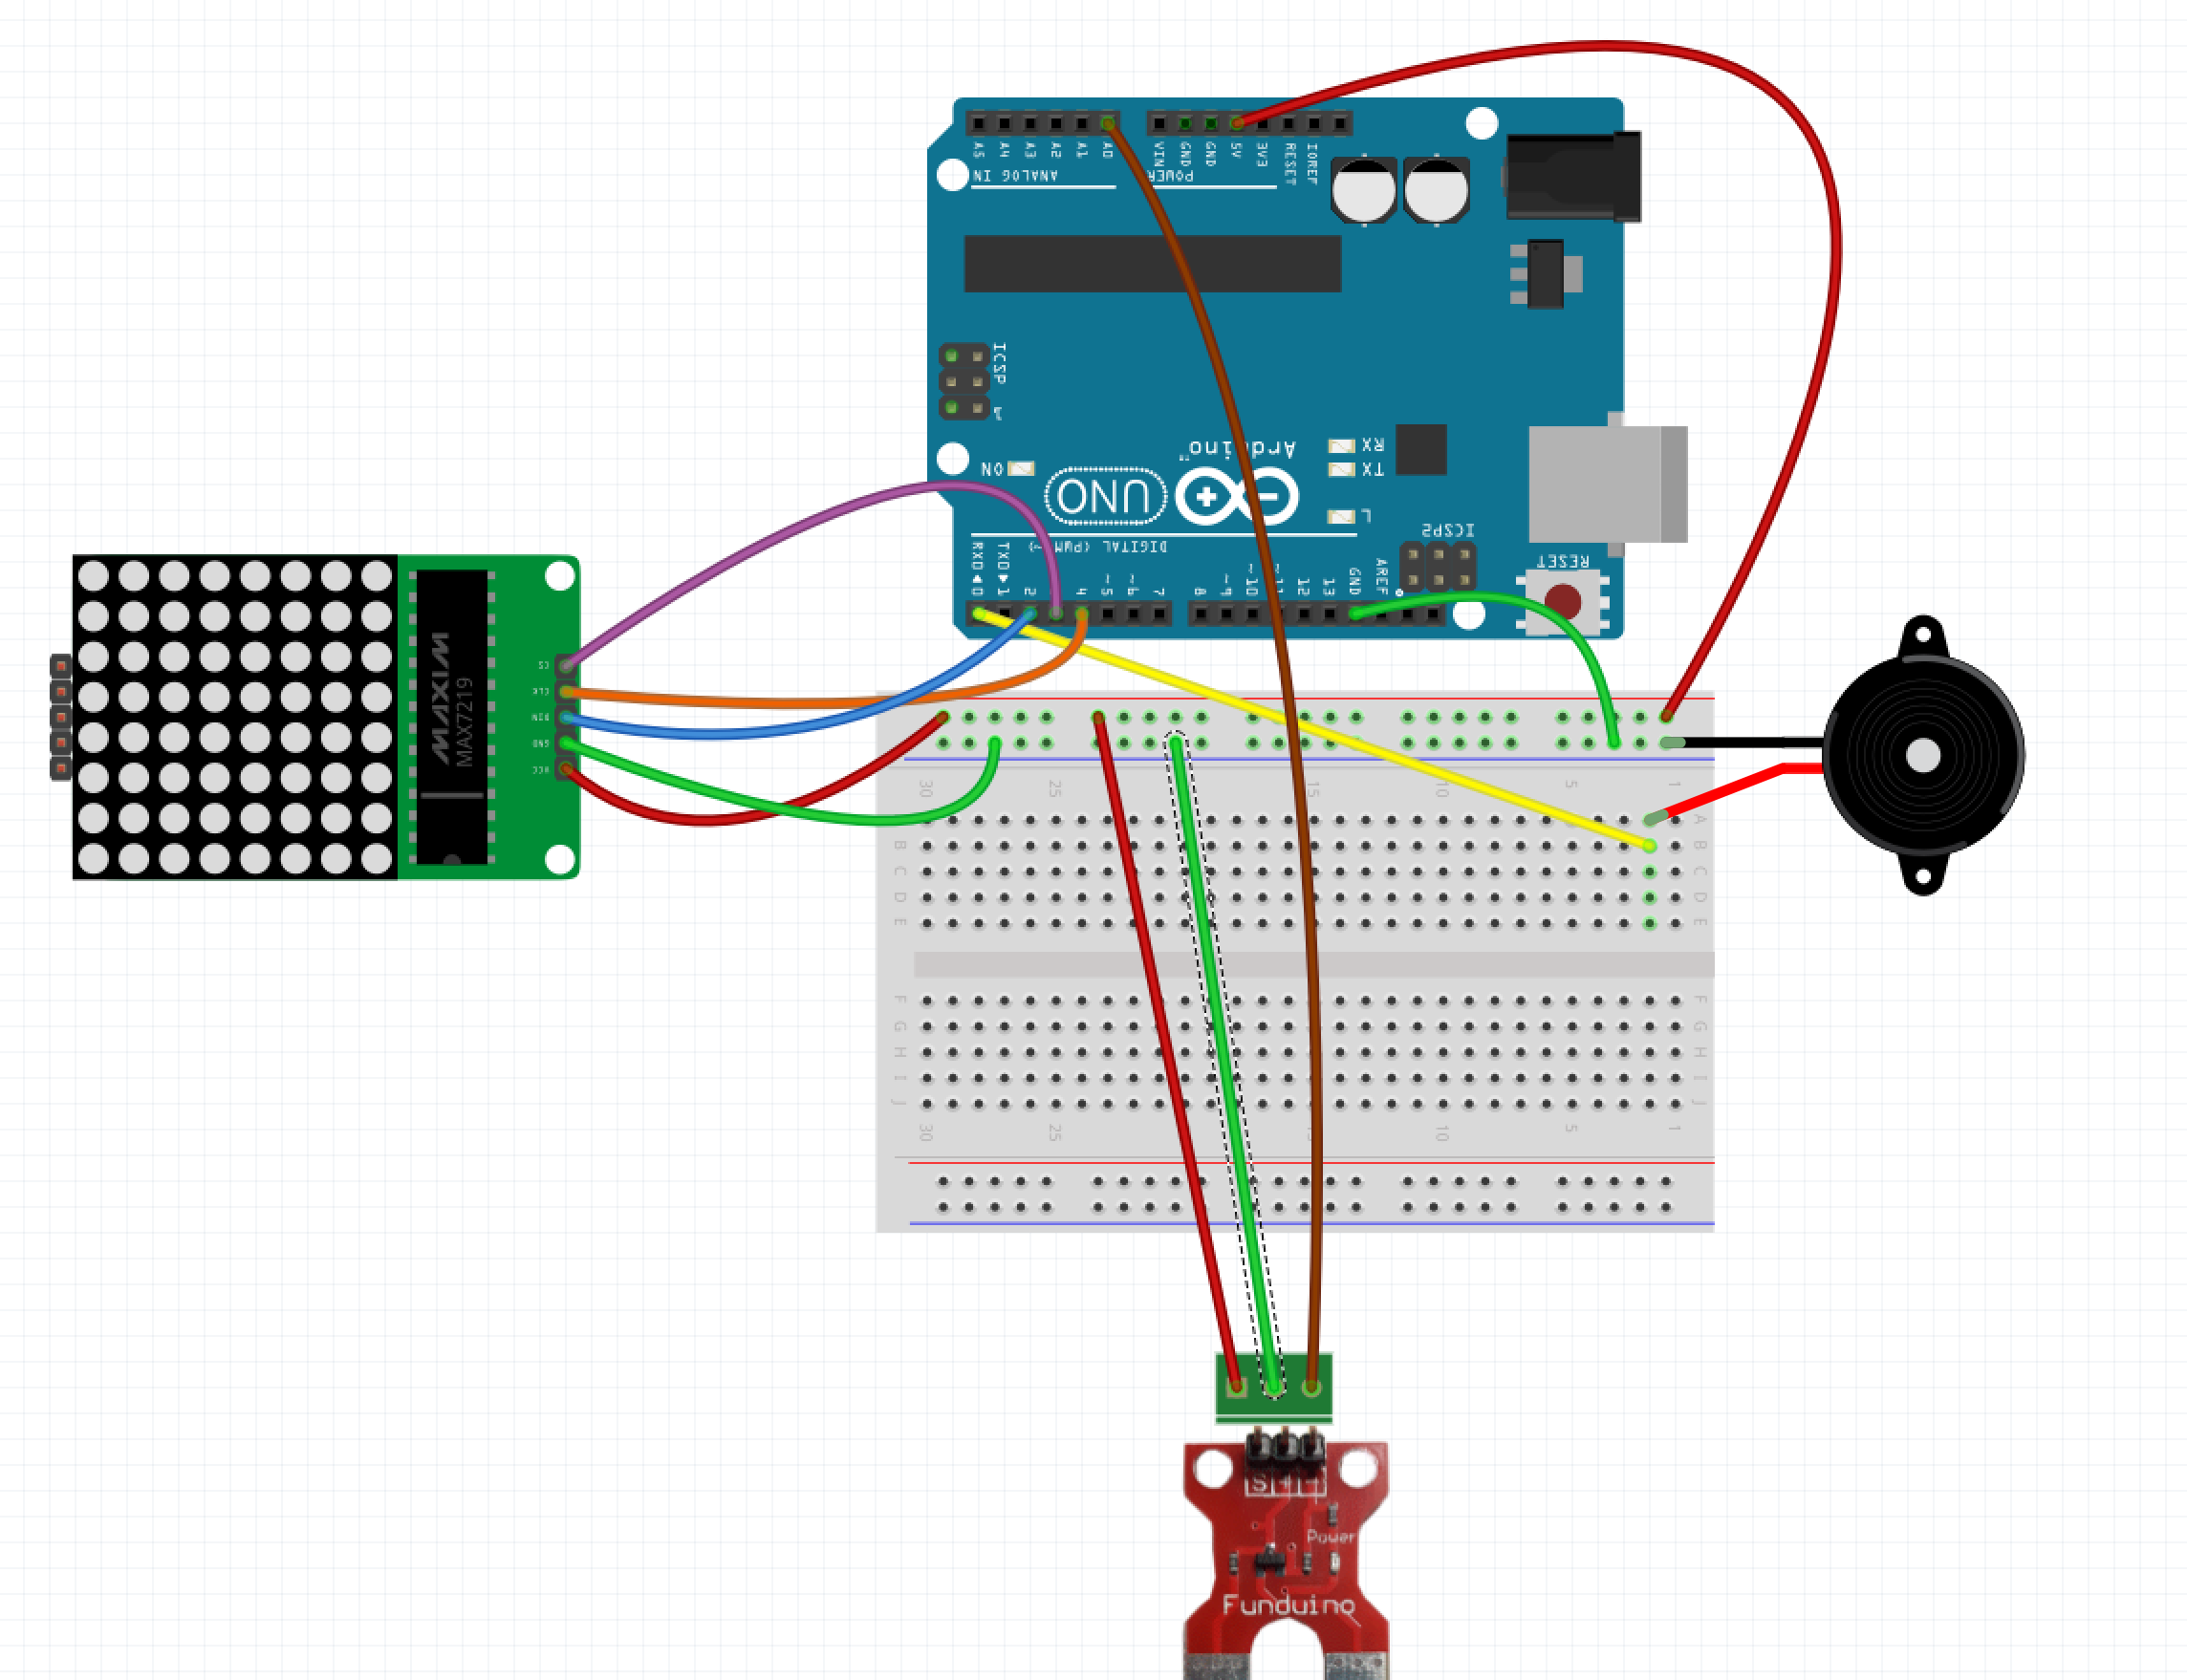 A5 A4 A3 A2 A1 A0
ANALOG IN
VIN GND GND 5V 3V3 RESET IOREF
POWER
ICSP
1
ON
Arduino™
UNO
RX
TX
L
ICSP2
RESET
DIGITAL (PWM ~)
RXD◄0 TXD►1 2 4 ~5 ~6 7 8 ~9 ~10 12 13 GND AREF
MAXIM
MAX7219
CS
CLK
DIN
GND
VCC
30 25 15 10 5 1
A
B B
C C
D D
E E
F F
G G
H H
I I
J J
30 25 10 5 1
S + -
Power
Funduino